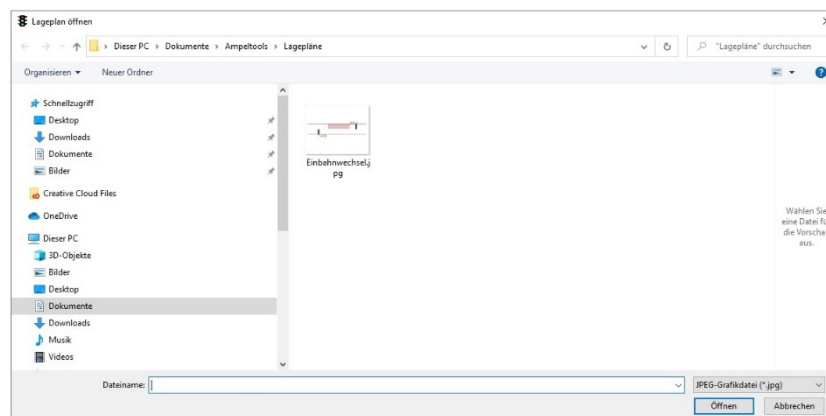 Lageplan öffnen
Dieser PC > Dokumente > Ampeltools > Lagepläne
"Lagepläne" durchsuchen
Organisieren
Neuer Ordner
Schnellzugriff
Desktop
Downloads
Dokumente
Bilder
Creative Cloud Files
OneDrive
Dieser PC
3D-Objekte
Bilder
Desktop
Dokumente
Downloads
Musik
Videos
Einbahnwechsel.j
pg
Wählen Sie
eine Datei fü
die Vorscha
aus.
Dateiname:
JPEG-Grafikdatei (*.jpg)
Öffnen
Abbrechen